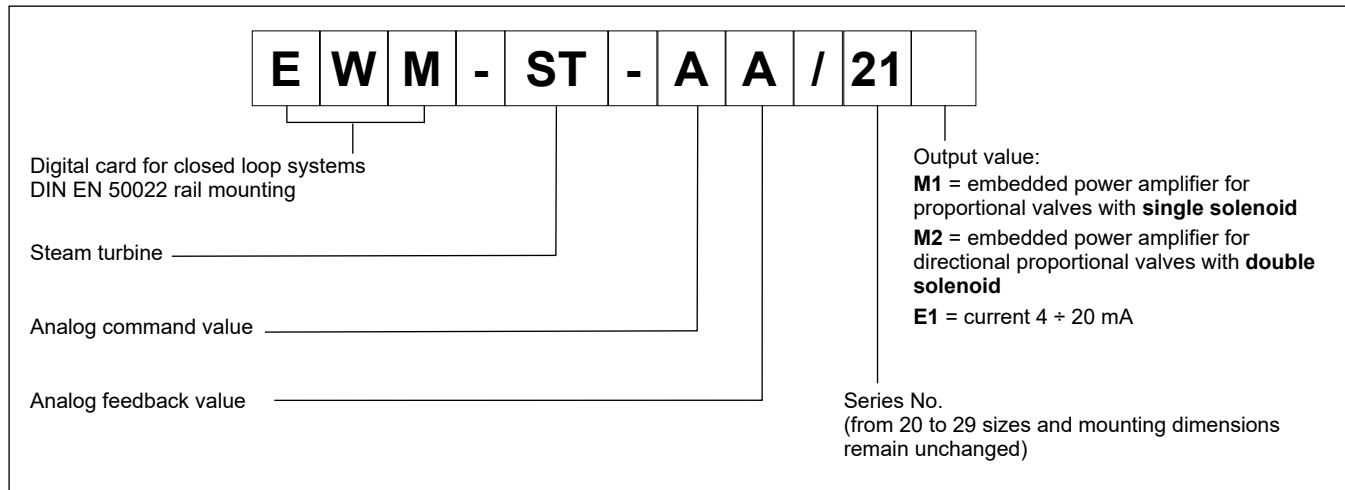 E W M - ST - A A / 21
Digital card for closed loop systems
DIN EN 50022 rail mounting
Steam turbine
Analog command value
Analog feedback value
Output value:
M1 = embedded power amplifier for
proportional valves with single solenoid
M2 = embedded power amplifier for
directional proportional valves with double
solenoid
E1 = current 4 ÷ 20 mA
Series No.
(from 20 to 29 sizes and mounting dimensions
remain unchanged)